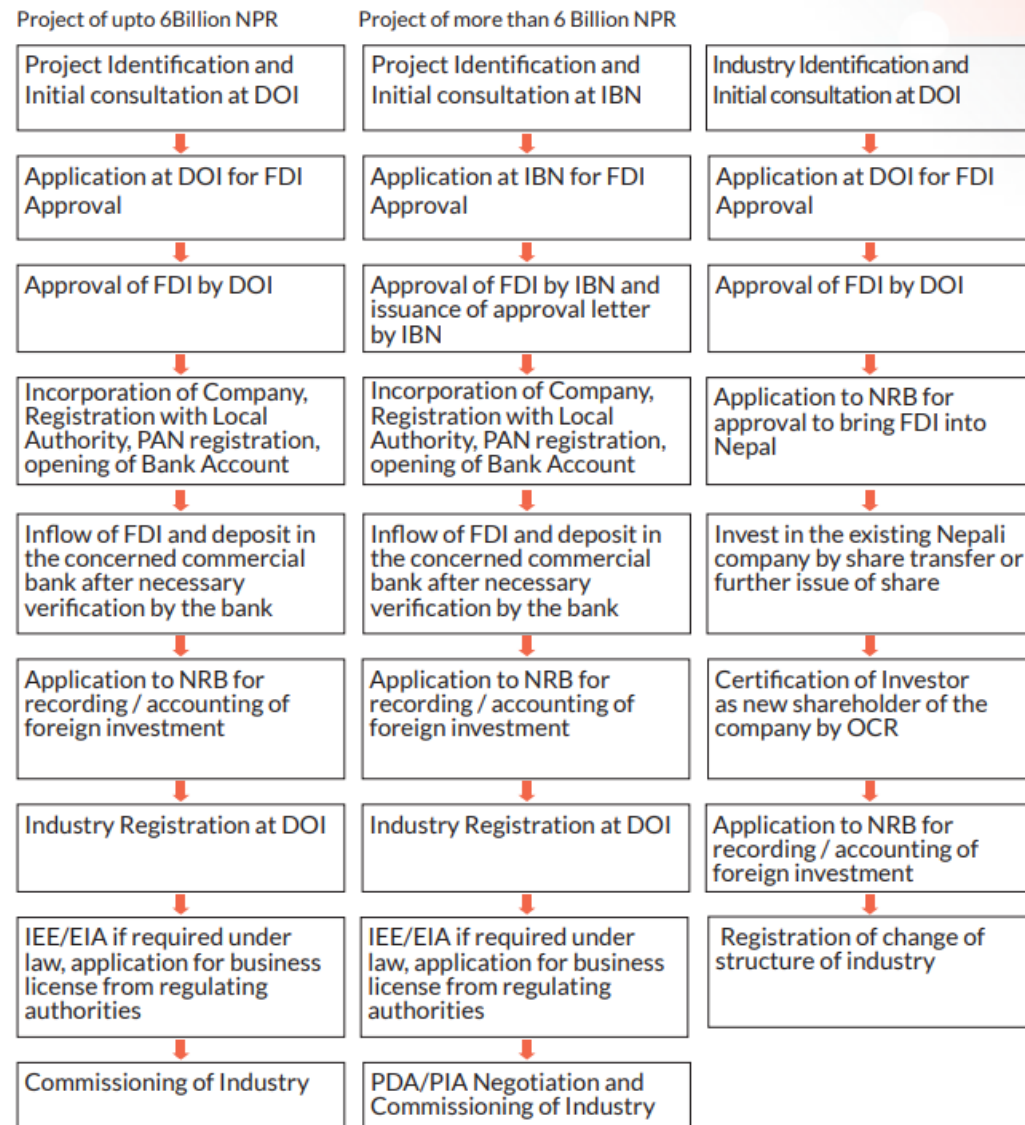 Project of upto 6Billion NPR
Project Identification and
Initial consultation at DOI
Application at DOI for FDI
Approval
Approval of FDI by DOI
Incorporation of Company,
Registration with Local
Authority, PAN registration,
opening of Bank Account
Inflow of FDI and deposit in
the concerned commercial
bank after necessary
verification by the bank
Application to NRB for
recording / accounting of
foreign investment
Industry Registration at DOI
IEE/EIA if required under
law, application for business
license from regulating
authorities
Commissioning of Industry
Project of more than 6 Billion NPR
Project Identification and
Initial consultation at IBN
Application at IBN for FDI
Approval
Approval of FDI by IBN and
issuance of approval letter
by IBN
Incorporation of Company,
Registration with Local
Authority, PAN registration,
opening of Bank Account
Inflow of FDI and deposit in
the concerned commercial
bank after necessary
verification by the bank
Application to NRB for
recording / accounting of
foreign investment
Industry Registration at DOI
IEE/EIA if required under
law, application for business
license from regulating
authorities
PDA/PIA Negotiation and
Commissioning of Industry
Industry Identification and
Initial consultation at DOI
Application at DOI for FDI
Approval
Approval of FDI by DOI
Application to NRB for
approval to bring FDI into
Nepal
Invest in the existing Nepali
company by share transfer or
further issue of share
Certification of Investor
as new shareholder of the
company by OCR
Application to NRB for
recording / accounting of
foreign investment
Registration of change of
structure of industry